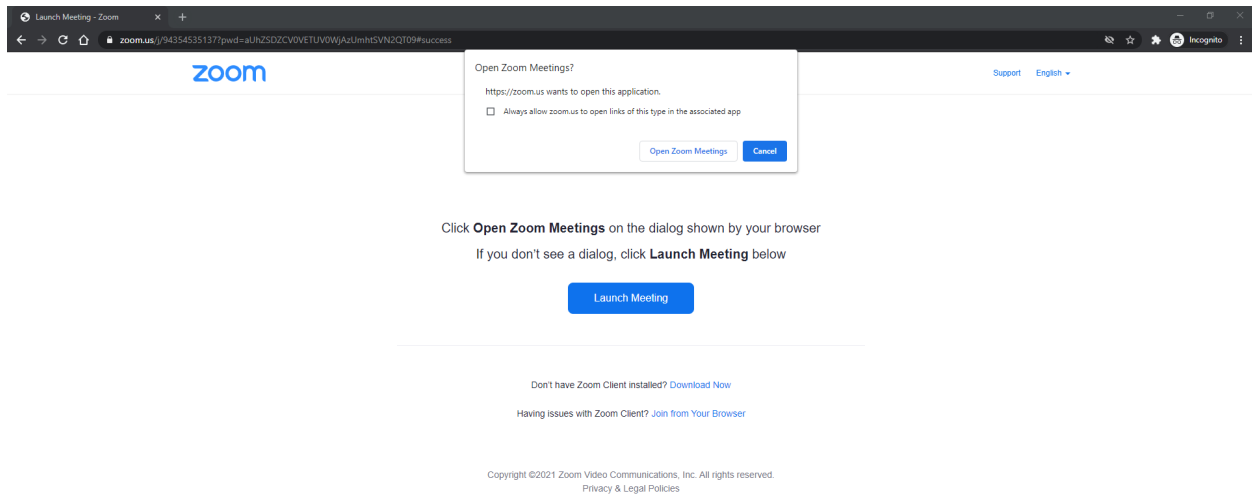 Launch Meeting - Zoom
zoom.us/j/94354535137?pwd=aUhZSDZCV0VETUV0WjAzUmhtSVN2QT09#success
Incognito
zoom
Support English
Open Zoom Meetings?
https://zoom.us wants to open this application.
Always allow zoom.us to open links of this type in the associated app
Open Zoom Meetings Cancel
Click Open Zoom Meetings on the dialog shown by your browser
If you don't see a dialog, click Launch Meeting below
Launch Meeting
Don't have Zoom Client installed? Download Now
Having issues with Zoom Client? Join from Your Browser
Copyright ©2021 Zoom Video Communications, Inc. All rights reserved.
Privacy & Legal Policies